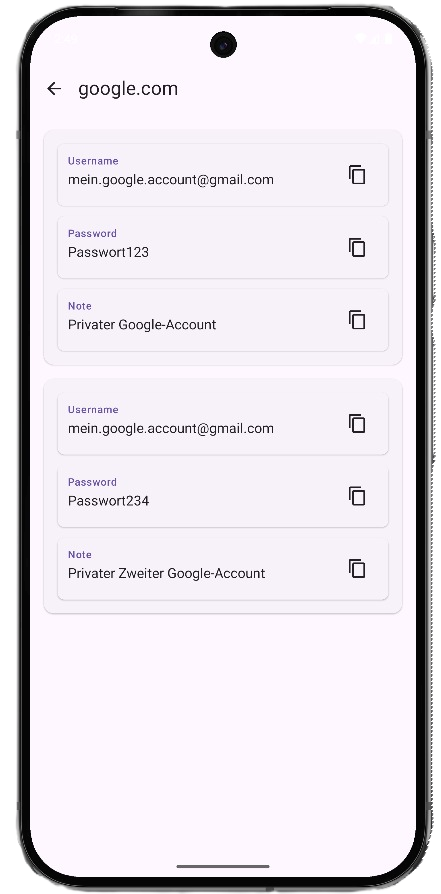 google.com
Username
mein.google.account@gmail.com
Password
Passwort123
Note
Privater Google-Account
Username
mein.google.account@gmail.com
Password
Passwort234
Note
Privater Zweiter Google-Account